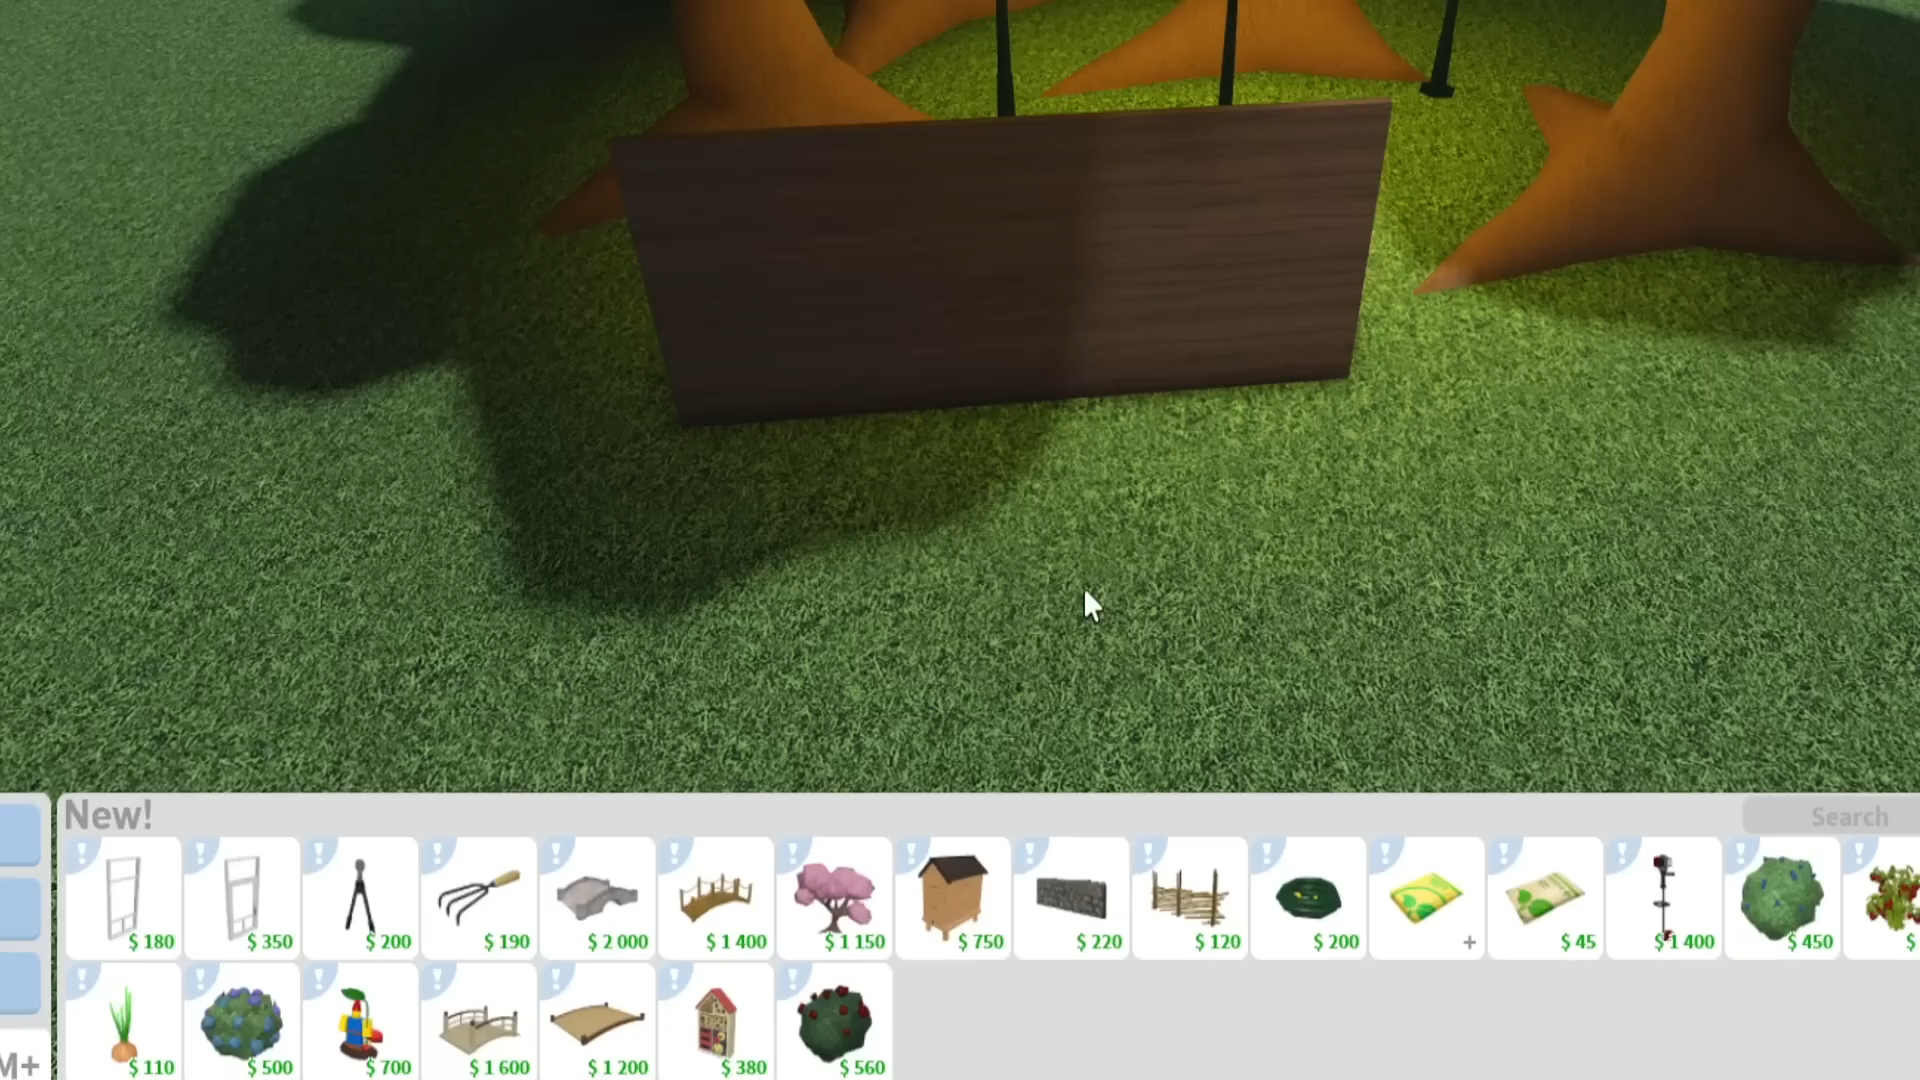 New!
Search
$ 180
$ 350
$ 200
$ 190
$ 2 000
$ 1 400
$ 1 150
$ 750
$ 220
$ 120
$ 200
+
$ 45
$ 1 400
$ 450
$
$ 110
$ 500
$ 700
$ 1 600
$ 1 200
$ 380
$ 560
M+